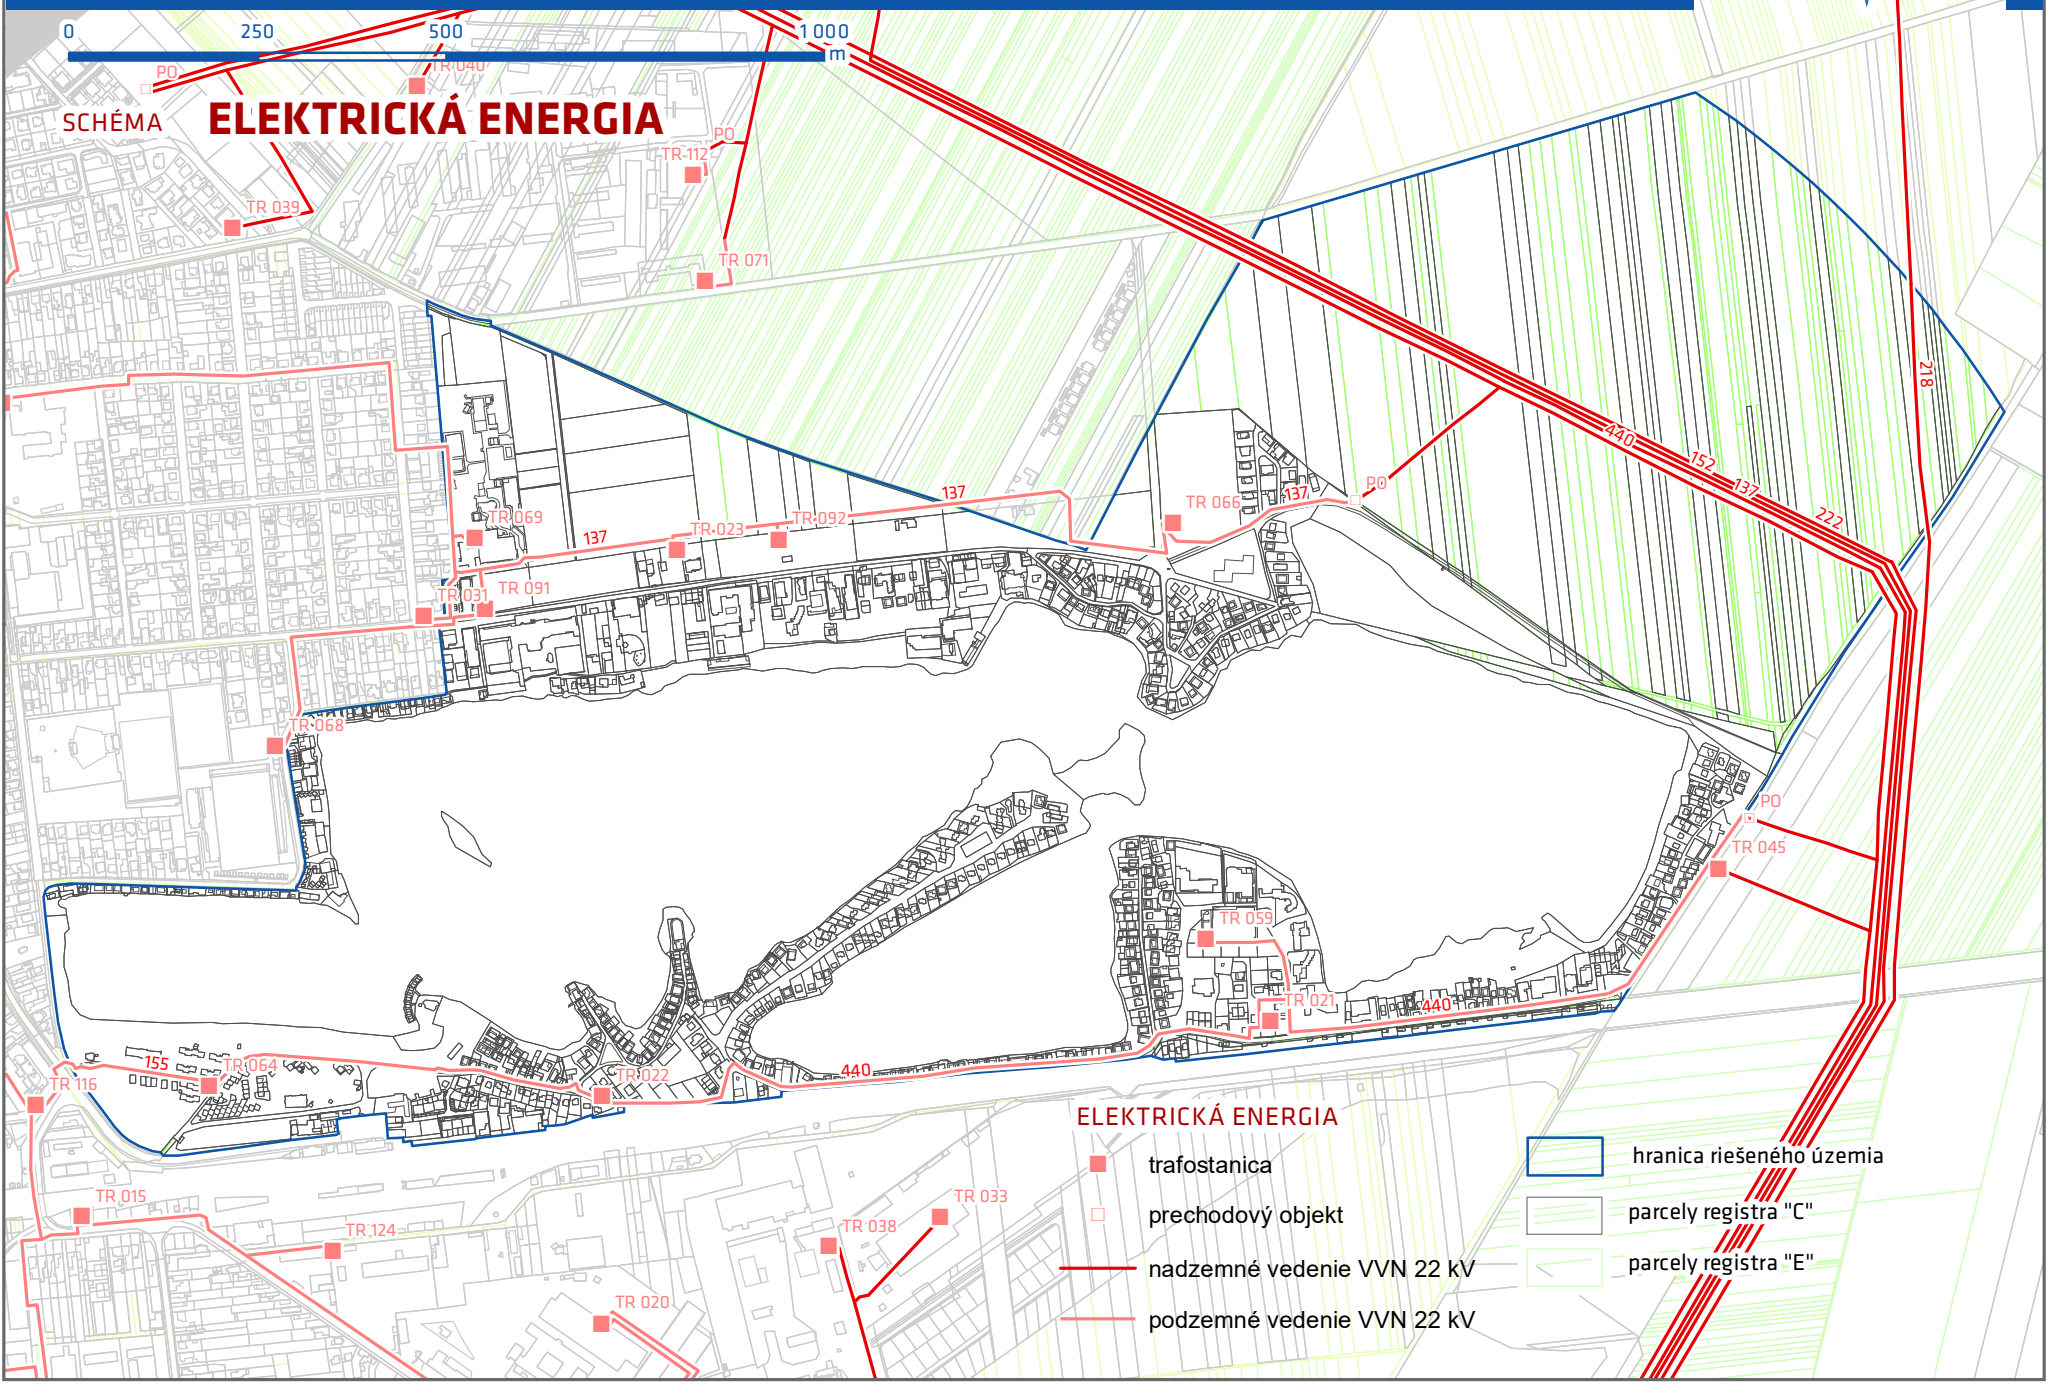 0 250 500 1 000
m
PO
TR 040
SCHÉMA ELEKTRICKÁ ENERGIA
PO
TR 112
TR 039
TR 071
218
440
152
137
222
PO
137
137
TR 066
TR 069
TR 092
TR 023
137
TR 091
TR 031
TR 068
PO
TR 045
TR 059
TR 021
440
155
TR 064
TR 116
TR 022
440
TR 015
TR 124
TR 033
TR 038
TR 020
ELEKTRICKÁ ENERGIA
trafostanica
prechodový objekt
nadzemné vedenie VVN 22 kV
podzemné vedenie VVN 22 kV
hranica riešeného územia
parcely registra "C"
parcely registra "E"